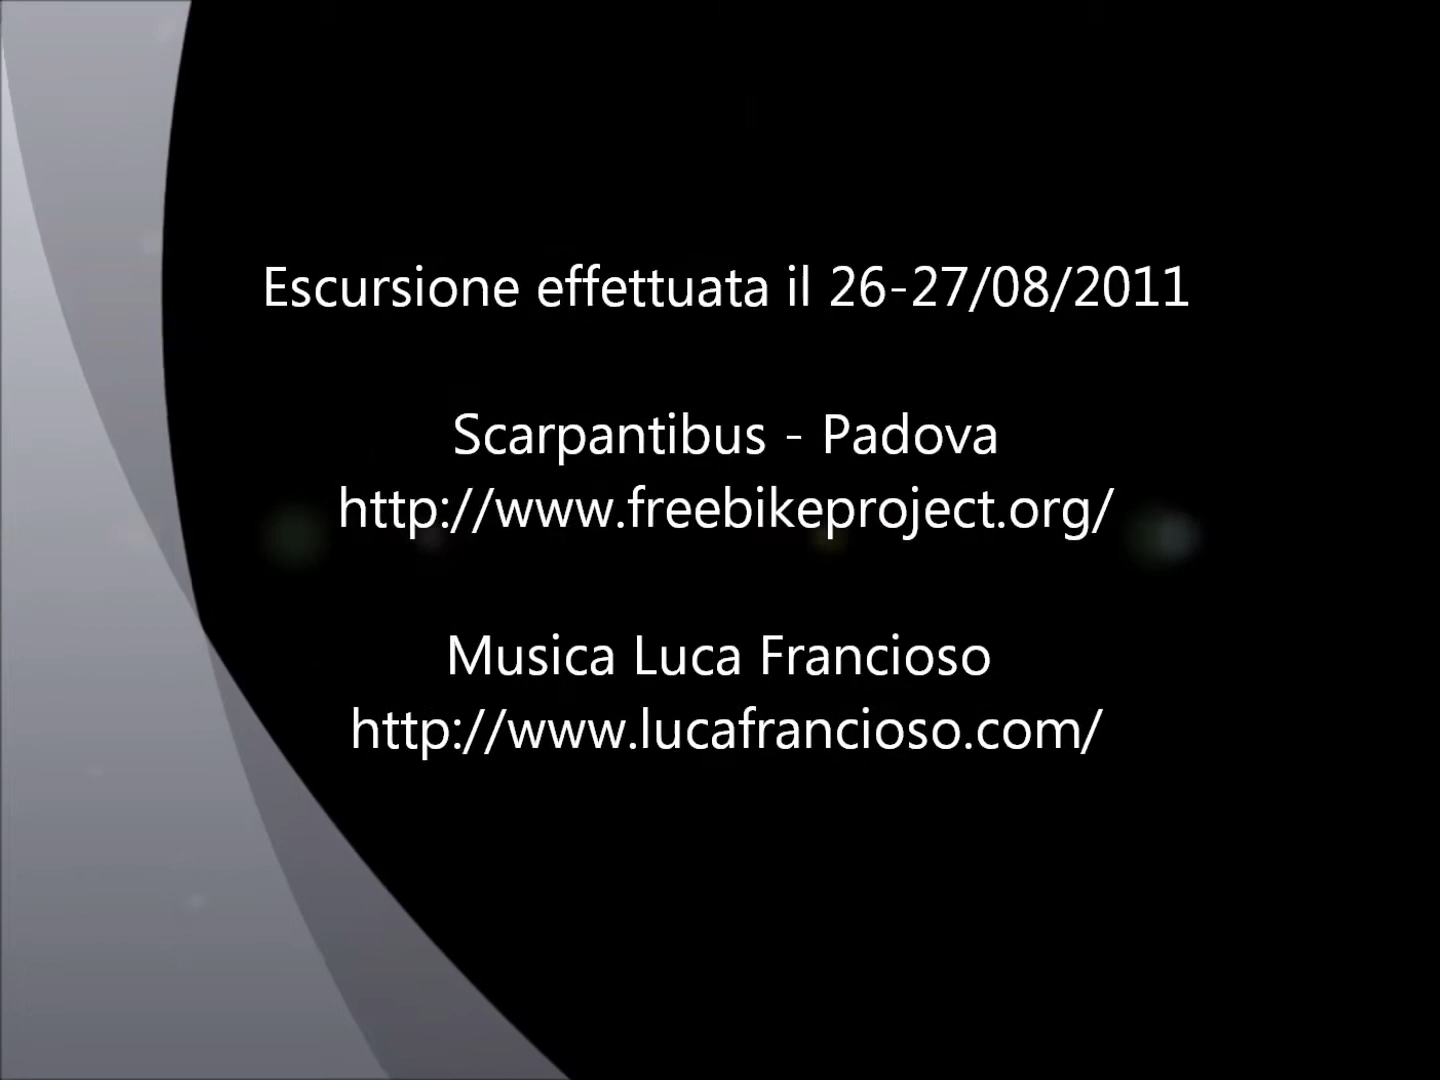 Escursione effettuata il 26-27/08/2011
Scarpantibus - Padova
http://www.freebikeproject.org/
Musica Luca Francioso
http://www.lucafrancioso.com/